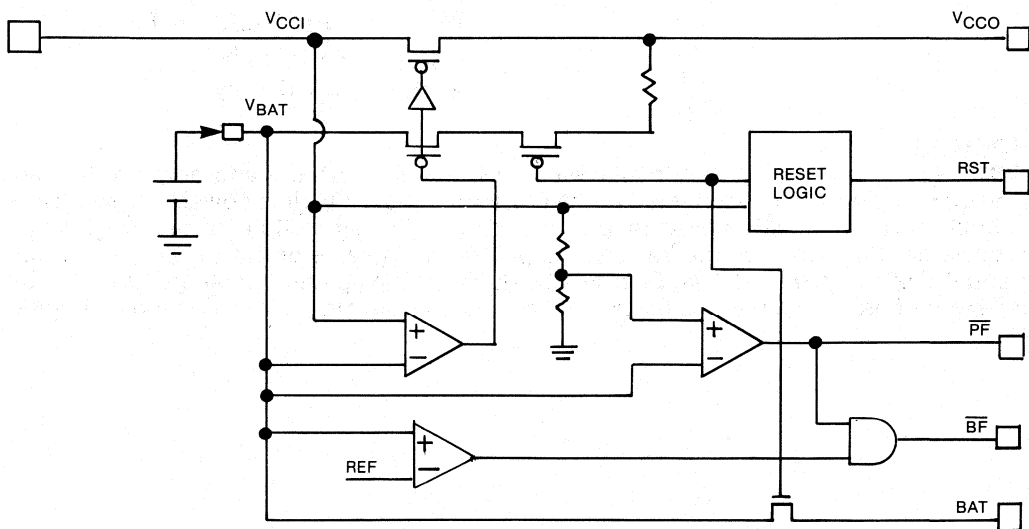 VCCI
VCCO
VBAT
RESET
LOGIC
RST
+
−
+
−
PF
+
−
REF
BF
BAT